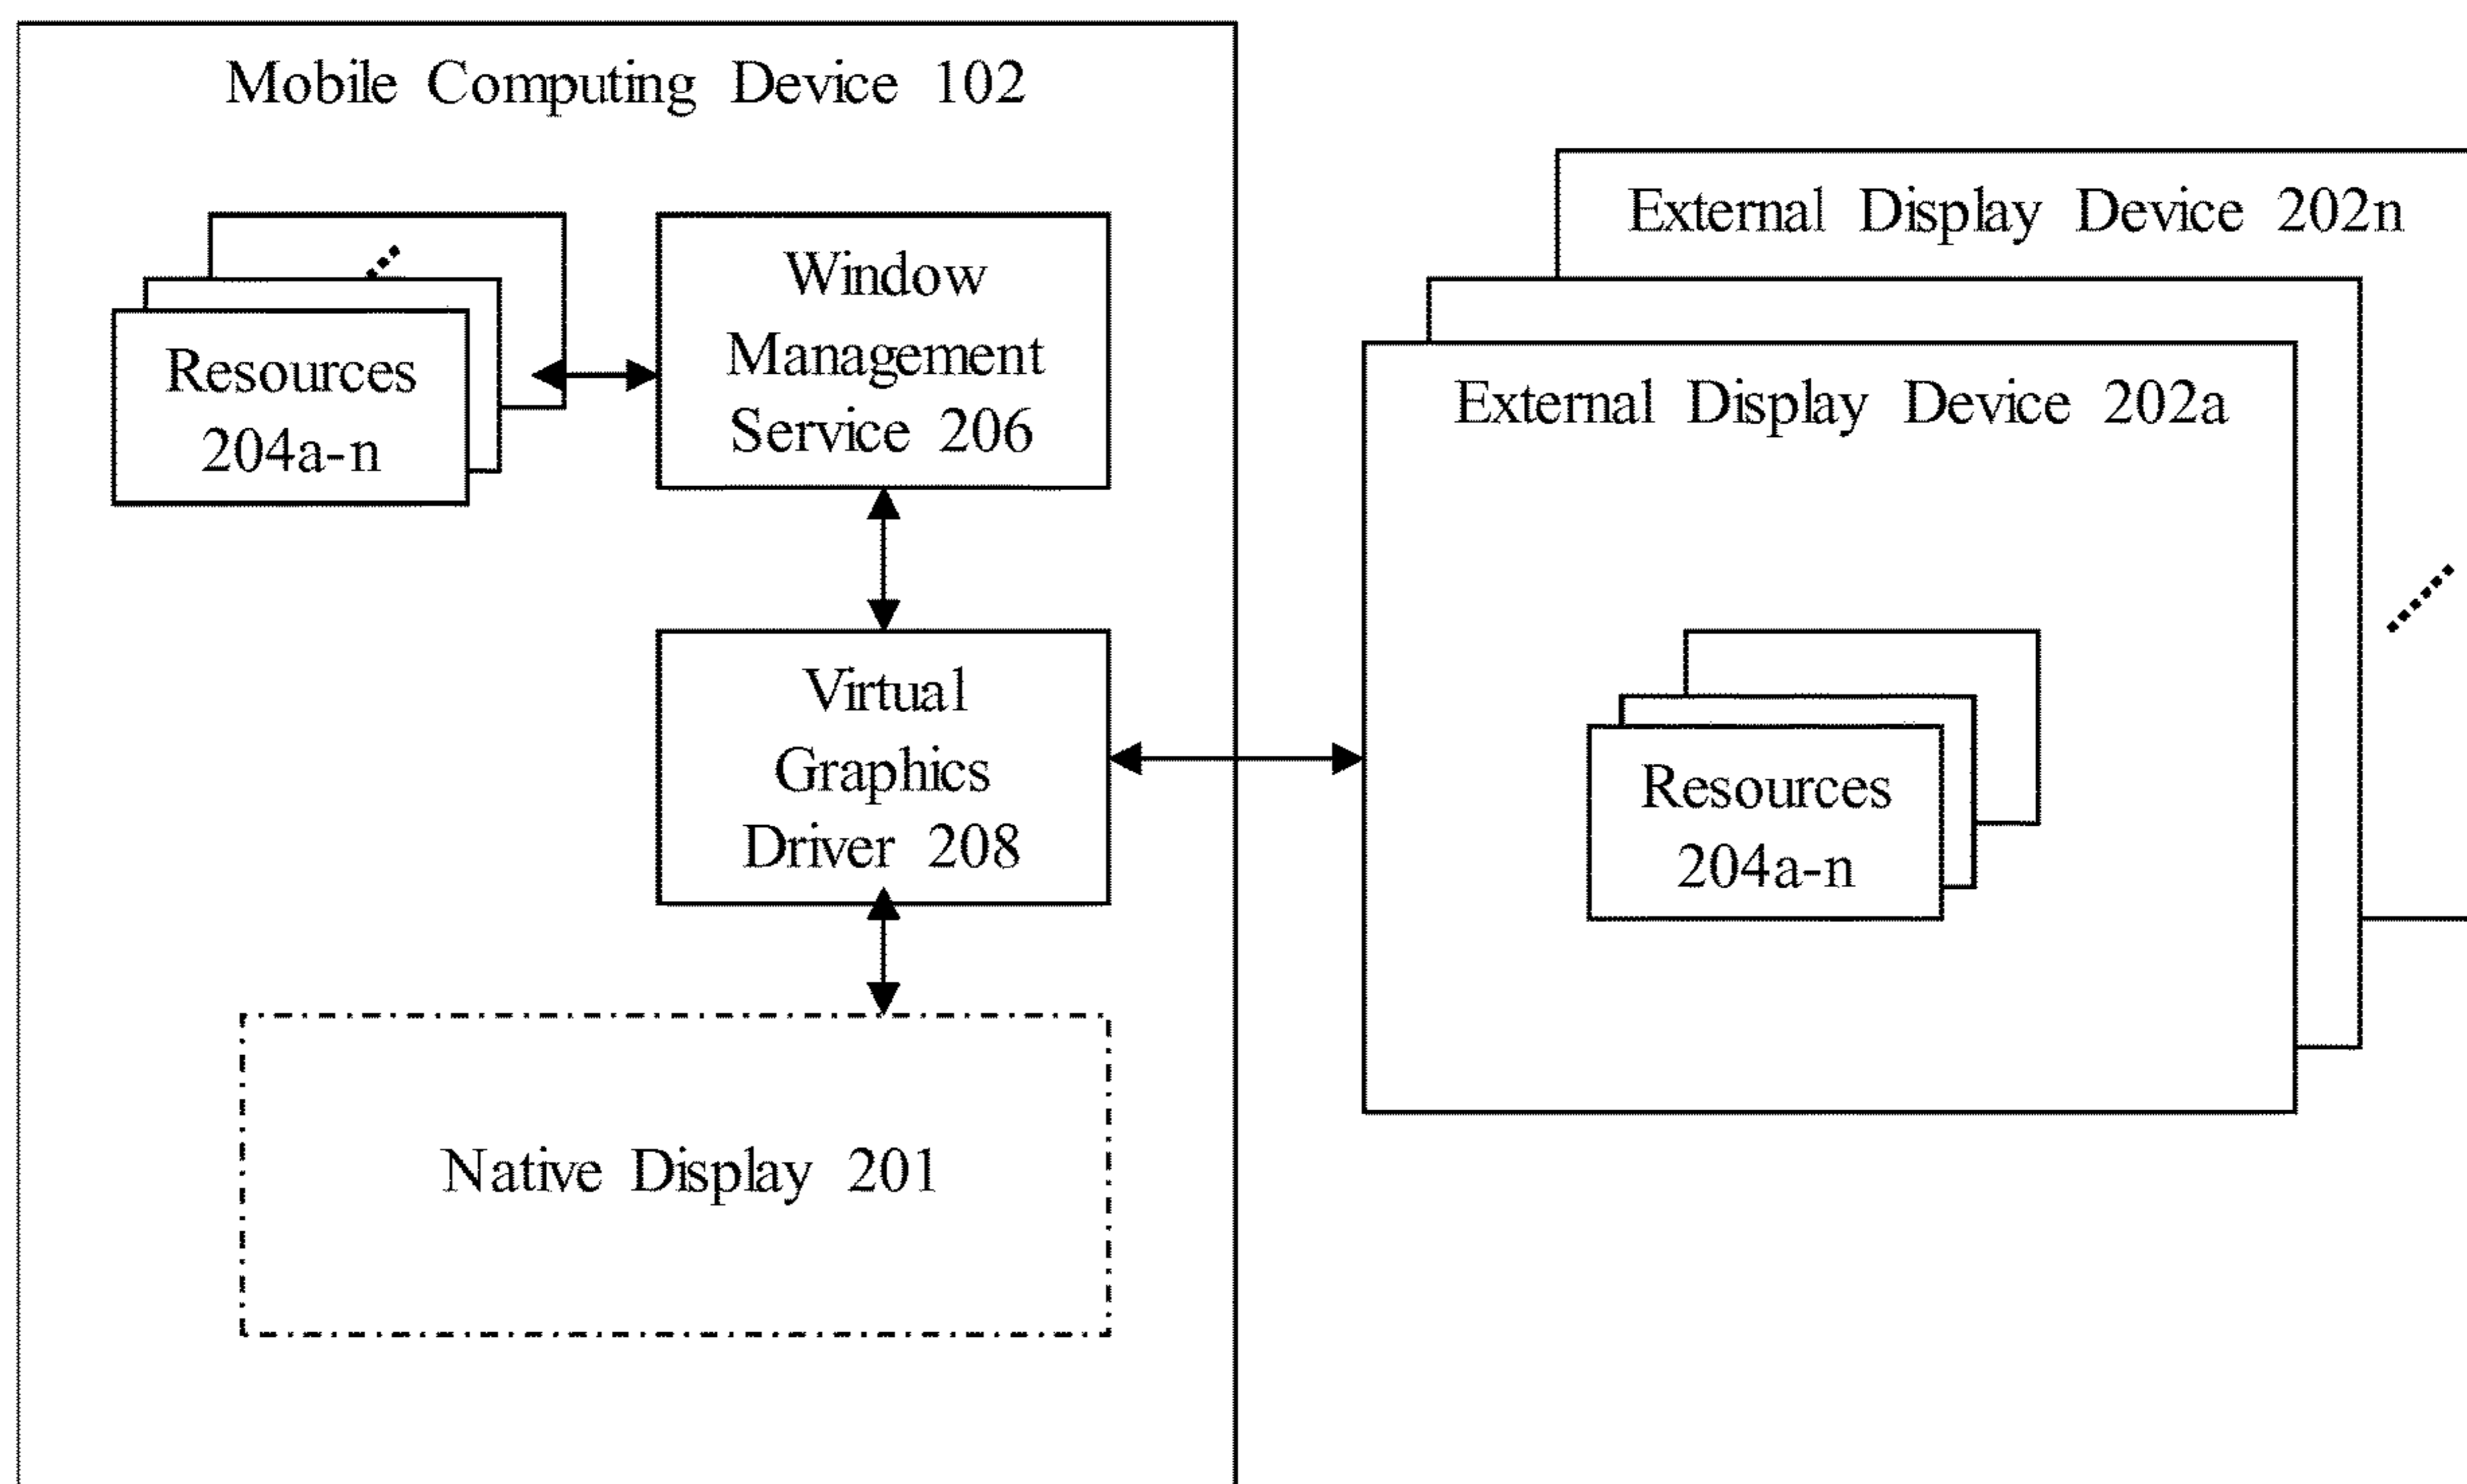 Mobile Computing Device 102
Resources
204a-n
Window
Management
Service 206
Virtual
Graphics
Driver 208
Native Display 201
External Display Device 202n
External Display Device 202a
Resources
204a-n